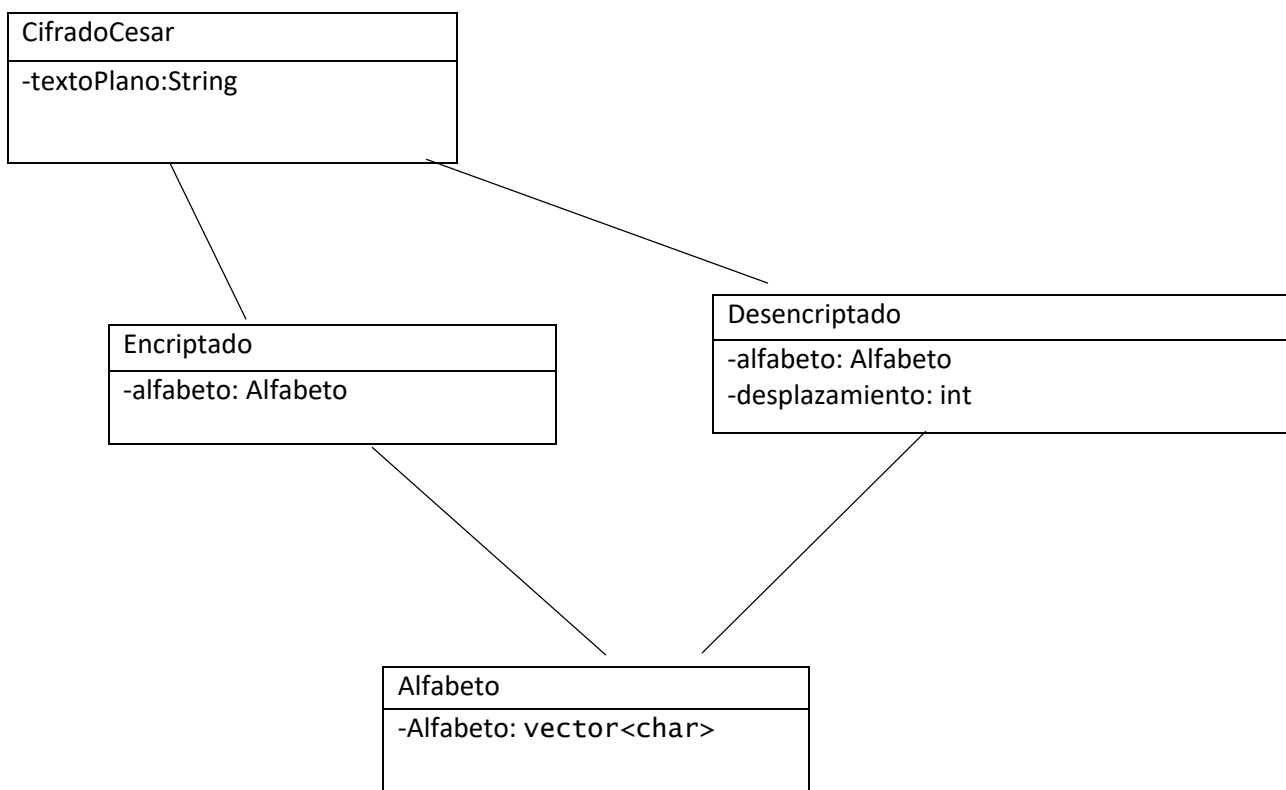 CifradoCesar
-textoPlano:String
Encriptado
-alfabeto: Alfabeto
Desencriptado
-alfabeto: Alfabeto
-desplazamiento: int
Alfabeto
-Alfabeto: vector<char>